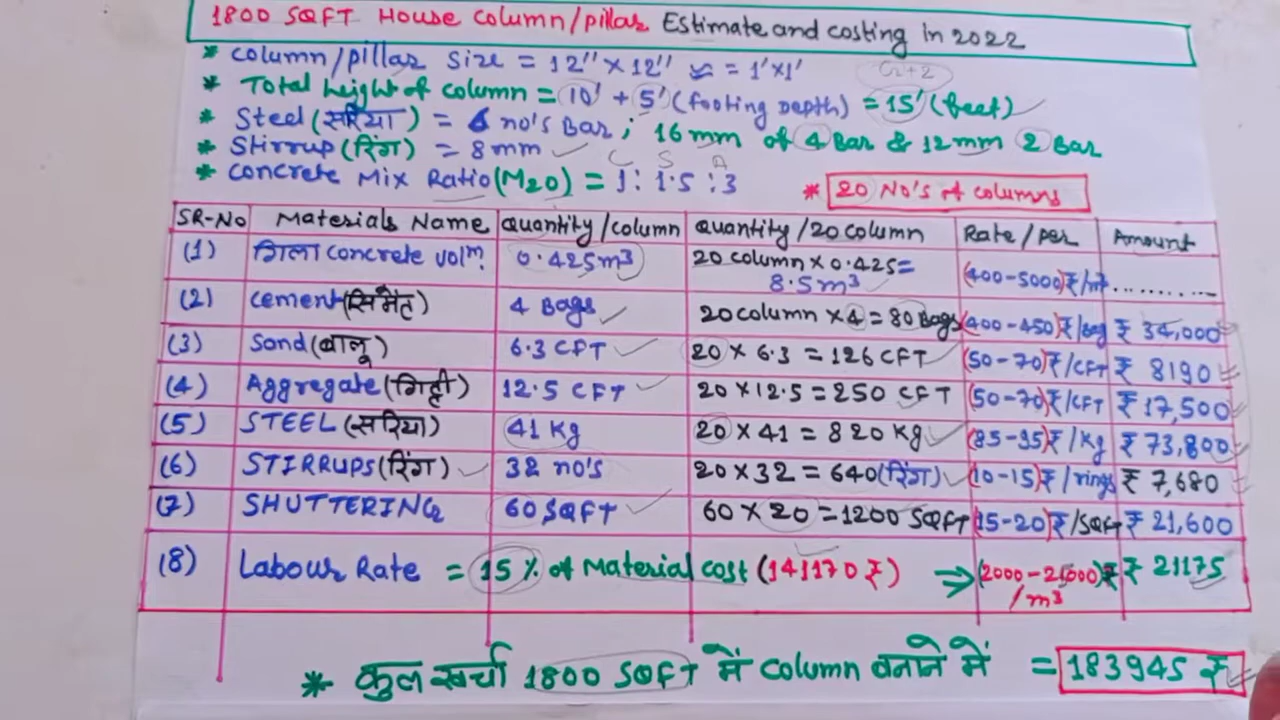 1800 SQFT House Column/pillar Estimate and costing in 2022
* Column/pillar Size = 12"×12" = 1'×1'
* Total height of column = 10' + 5' (footing Depth) = 15' (feet)
* Steel (सरिया) = 6 no's Bar; 16 mm of 4 Bar & 12 mm 2 Bar
* Stirrup (रिंग) = 8 mm
C S A
* Concrete Mix Ratio (M20) = 1 : 1.5 : 3
* 20 No's of columns
SR-No Materials Name Quantity/column Quantity/20 column Rate/per Amount
(1) गिला concrete volm. 0.425m³ 20 column × 0.425 = 8.5m³ (400-5000)₹/m³ ............
(2) cement (सिमेंट) 4 Bags 20 column × 4 = 80 Bags (400-450)₹/bag ₹ 34,000
(3) Sand (बालू) 6.3 CFT 20 × 6.3 = 126 CFT (50-70)₹/CFT ₹ 8190
(4) Aggregate (गिट्टी) 12.5 CFT 20 × 12.5 = 250 CFT (50-70)₹/CFT ₹ 17,500
(5) STEEL (सरिया) 41 Kg 20 × 41 = 820 Kg (85-95)₹/Kg ₹ 73,800
(6) STIRRUPS (रिंग) 32 no's 20 × 32 = 640 (रिंग) (10-15)₹/rings ₹ 7,680
(7) SHUTTERING 60 SQFT 60 × 20 = 1200 SQFT (15-20)₹/SQFT ₹ 21,600
(8) Labour Rate = 15 % of Material cost (141170 ₹) ⇒ (2000-2500)₹/m³ ₹ 21175
* कुल खर्चा 1800 SQFT में Column बनाने में = 183945 ₹